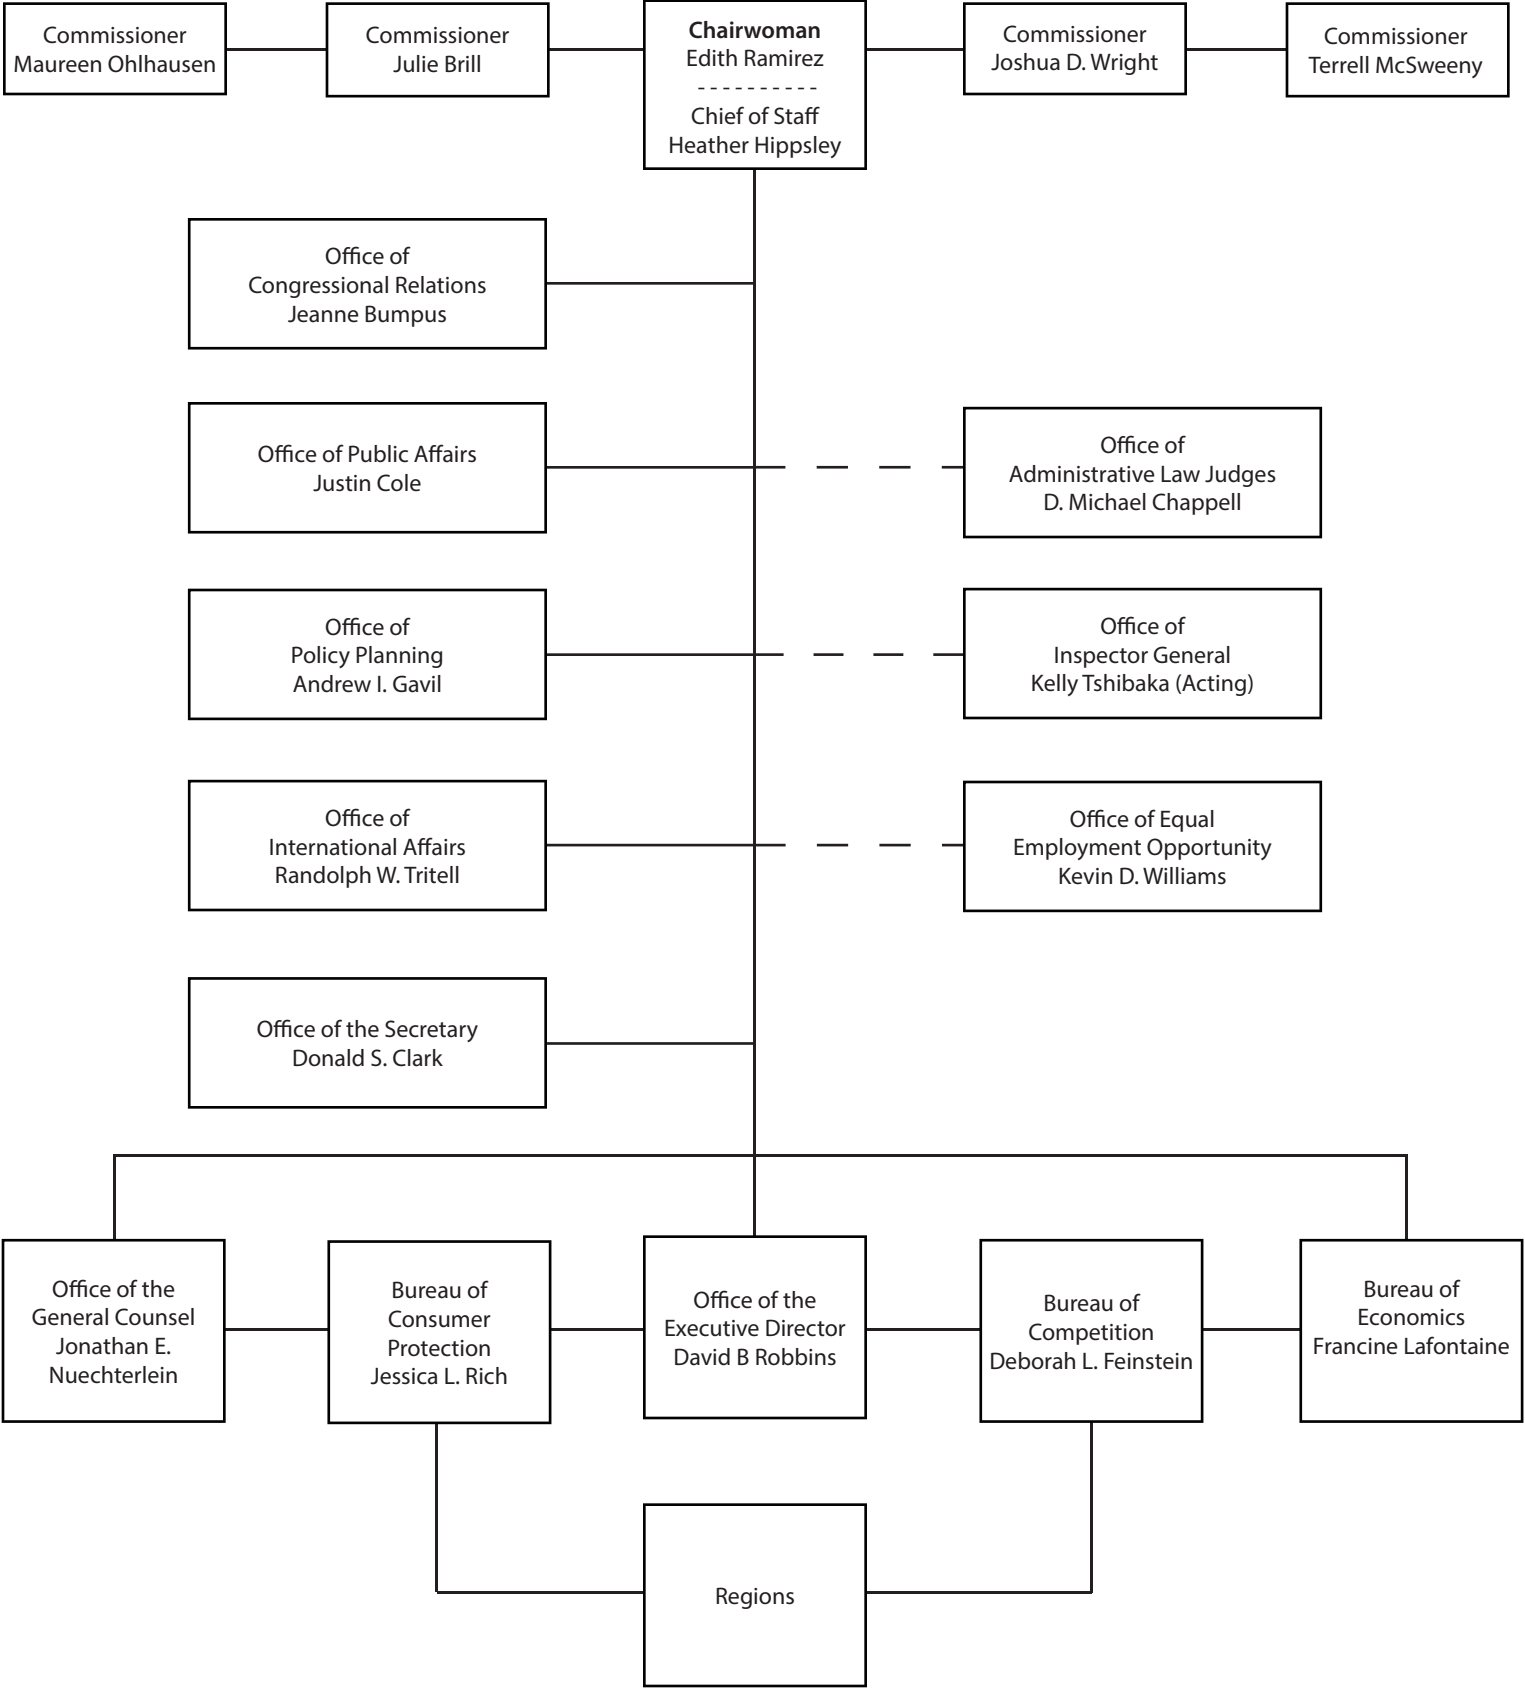 Commissioner
Maureen Ohlhausen
Commissioner
Julie Brill
Chairwoman
Edith Ramirez
----------
Chief of Staff
Heather Hippsley
Commissioner
Joshua D. Wright
Commissioner
Terrell McSweeny
Office of
Congressional Relations
Jeanne Bumpus
Office of Public Affairs
Justin Cole
Office of
Administrative Law Judges
D. Michael Chappell
Office of
Policy Planning
Andrew I. Gavil
Office of
Inspector General
Kelly Tshibaka (Acting)
Office of
International Affairs
Randolph W. Tritell
Office of Equal
Employment Opportunity
Kevin D. Williams
Office of the Secretary
Donald S. Clark
Office of the
General Counsel
Jonathan E.
Nuechterlein
Bureau of
Consumer
Protection
Jessica L. Rich
Office of the
Executive Director
David B Robbins
Bureau of
Competition
Deborah L. Feinstein
Bureau of
Economics
Francine Lafontaine
Regions